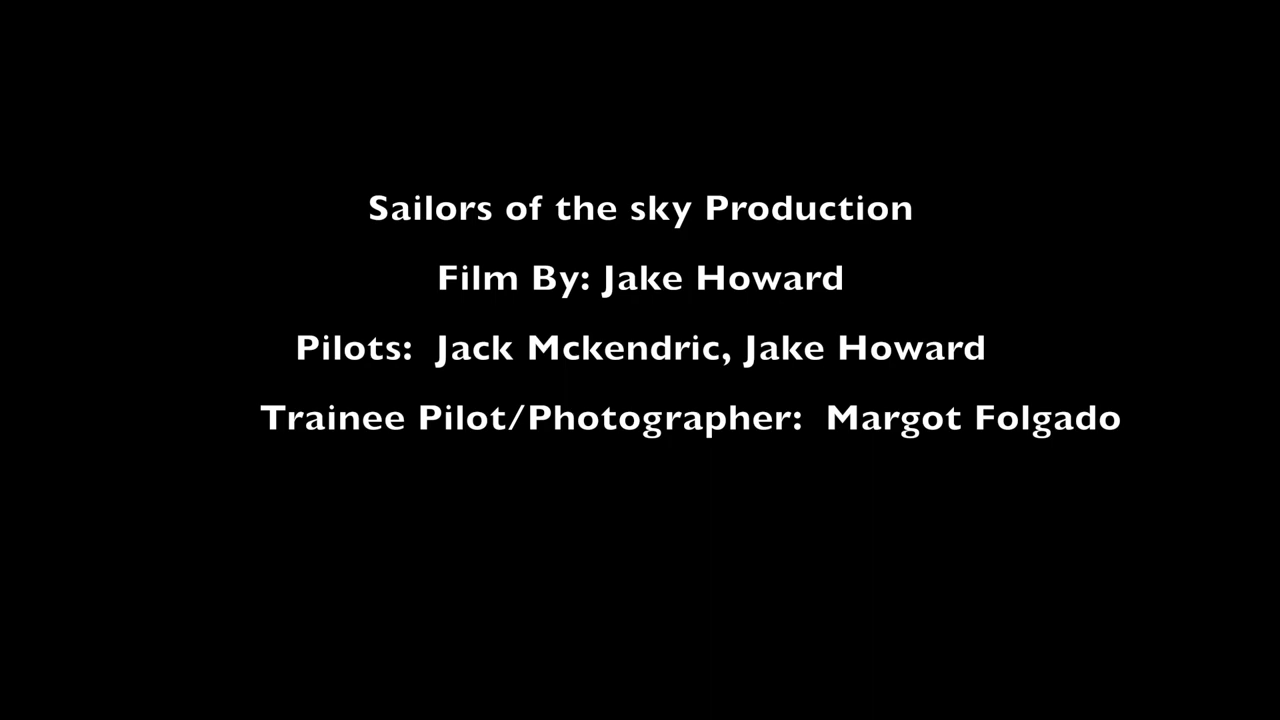 Sailors of the sky Production
Film By: Jake Howard
Pilots:  Jack Mckendric, Jake Howard
Trainee Pilot/Photographer:  Margot Folgado